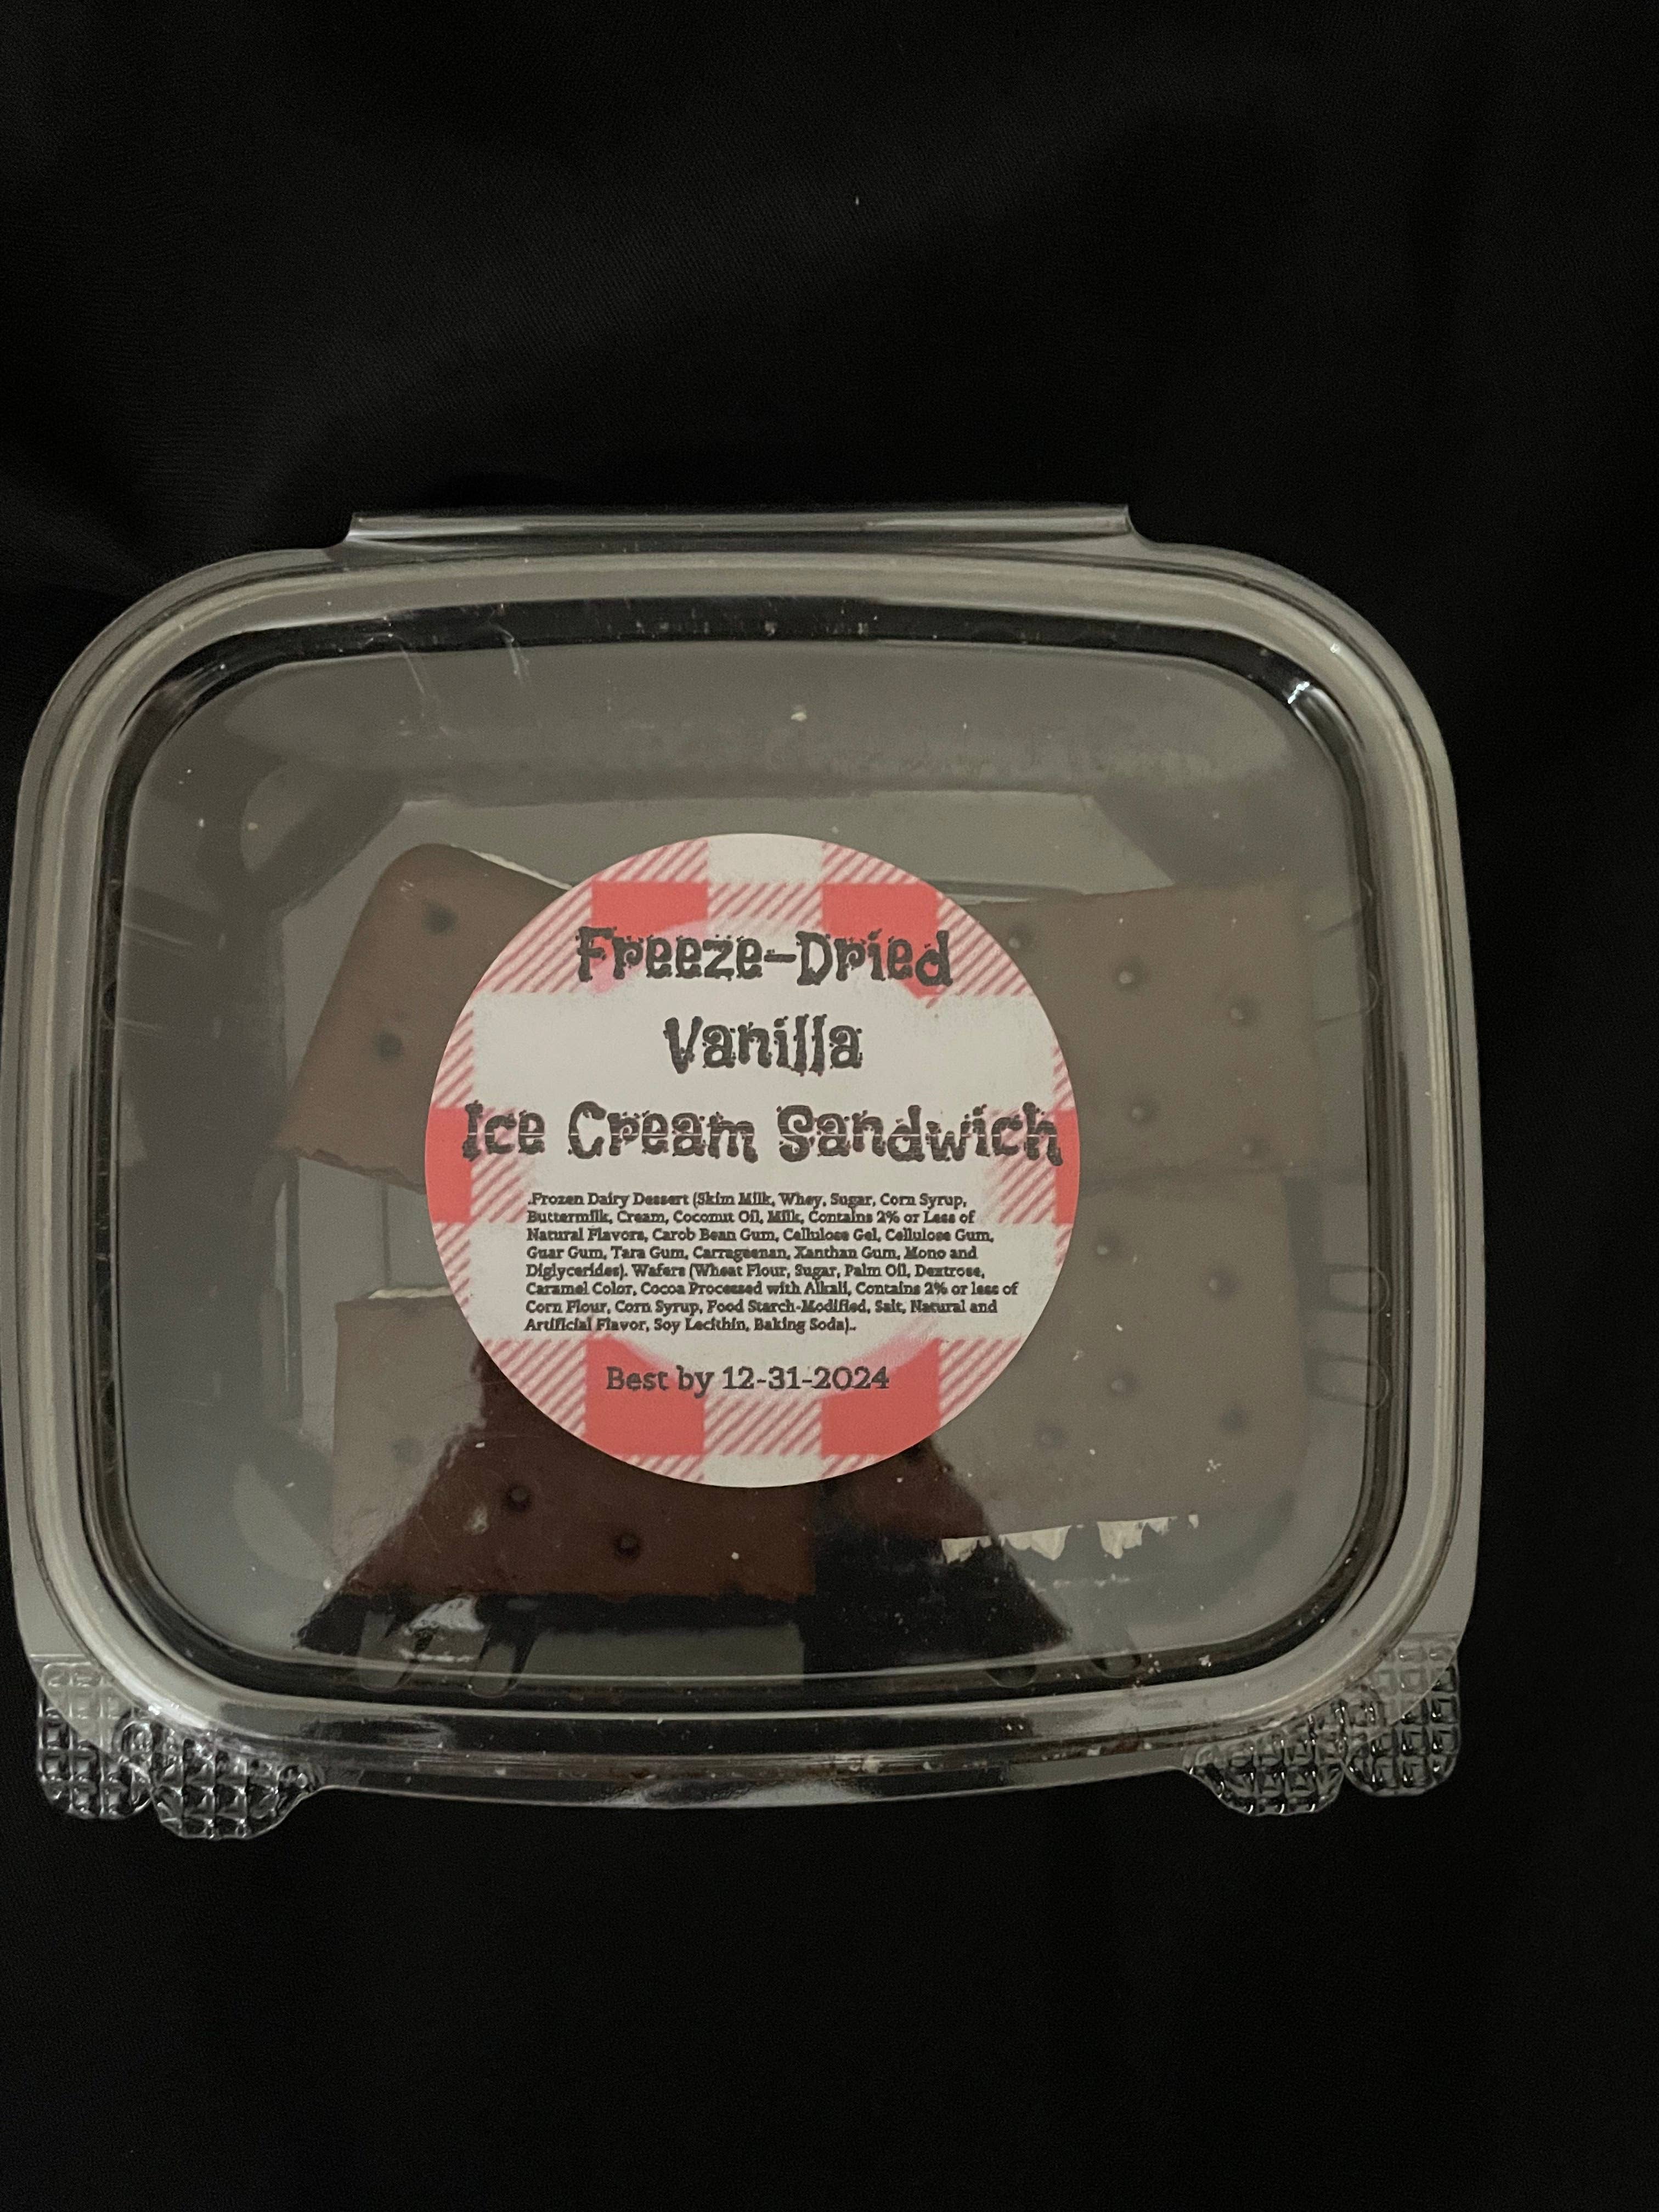 Freeze-Dried
Vanilla
Ice Cream Sandwich
.Frozen Dairy Dessert (Skim Milk, Whey, Sugar, Corn Syrup,
Buttermilk, Cream, Coconut Oil, Milk, Contains 2% or Less of
Natural Flavors, Carob Bean Gum, Cellulose Gel, Cellulose Gum,
Guar Gum, Tara Gum, Carrageenan, Xanthan Gum, Mono and
Diglycerides). Wafers (Wheat Flour, Sugar, Palm Oil, Dextrose,
Caramel Color, Cocoa Processed with Alkali, Contains 2% or less of
Corn Flour, Corn Syrup, Food Starch-Modified, Salt, Natural and
Artificial Flavor, Soy Lecithin, Baking Soda)..
Best by 12-31-2024